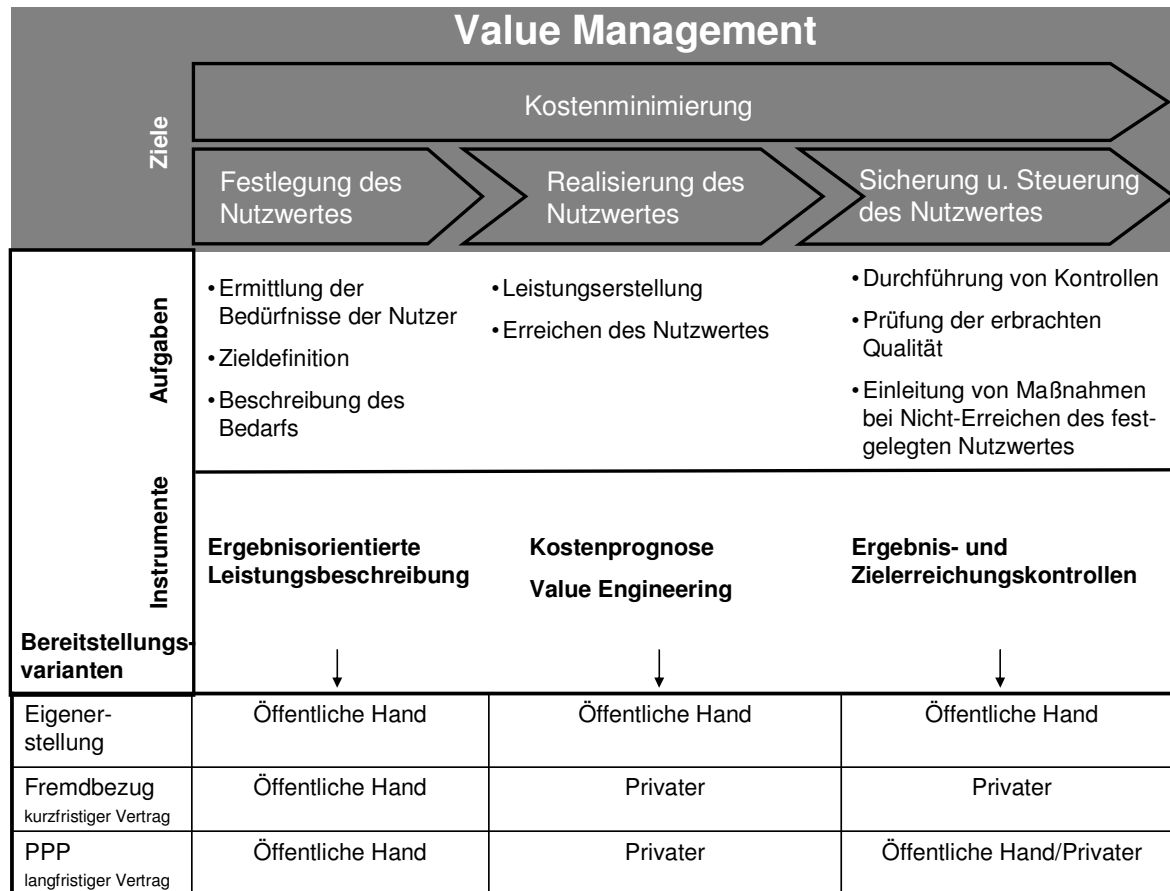 Value Management
Ziele
Kostenminimierung
Festlegung des
Nutzwertes
Realisierung des
Nutzwertes
Sicherung u. Steuerung
des Nutzwertes
Aufgaben
•Ermittlung der
Bedürfnisse der Nutzer
•Zieldefinition
•Beschreibung des
Bedarfs
•Leistungserstellung
•Erreichen des Nutzwertes
•Durchführung von Kontrollen
•Prüfung der erbrachten
Qualität
•Einleitung von Maßnahmen
bei Nicht-Erreichen des fest-
gelegten Nutzwertes
Instrumente
Ergebnisorientierte
Leistungsbeschreibung
Kostenprognose
Value Engineering
Ergebnis- und
Zielerreichungskontrollen
Bereitstellungs-
varianten
Eigener-
stellung
Öffentliche Hand
Öffentliche Hand
Öffentliche Hand
Fremdbezug
kurzfristiger Vertrag
Öffentliche Hand
Privater
Privater
PPP
langfristiger Vertrag
Öffentliche Hand
Privater
Öffentliche Hand/Privater